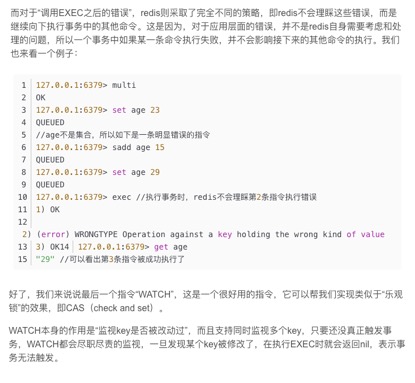 而对于“调用EXEC之后的错误”，redis则采取了完全不同的策略，即redis不会理睬这些错误，而是
继续向下执行事务中的其他命令。这是因为，对于应用层面的错误，并不是redis自身需要考虑和处
理的问题，所以一个事务中如果某一条命令执行失败，并不会影响接下来的其他命令的执行。我们
也来看一个例子：
1 127.0.0.1:6379> multi
2 OK
3 127.0.0.1:6379> set age 23
4 QUEUED
5 //age不是集合，所以如下是一条明显错误的指令
6 127.0.0.1:6379> sadd age 15
7 QUEUED
8 127.0.0.1:6379> set age 29
9 QUEUED
10 127.0.0.1:6379> exec //执行事务时，redis不会理睬第2条指令执行错误
11 1) OK
12
2) (error) WRONGTYPE Operation against a key holding the wrong kind of value
13 3) OK14 127.0.0.1:6379> get age
15 "29" //可以看出第3条指令被成功执行了
好了，我们来说说最后一个指令“WATCH”，这是一个很好用的指令，它可以帮我们实现类似于“乐观
锁”的效果，即CAS（check and set）。
WATCH本身的作用是“监视key是否被改动过”，而且支持同时监视多个key，只要还没真正触发事
务，WATCH都会尽职尽责的监视，一旦发现某个key被修改了，在执行EXEC时就会返回nil，表示事
务无法触发。